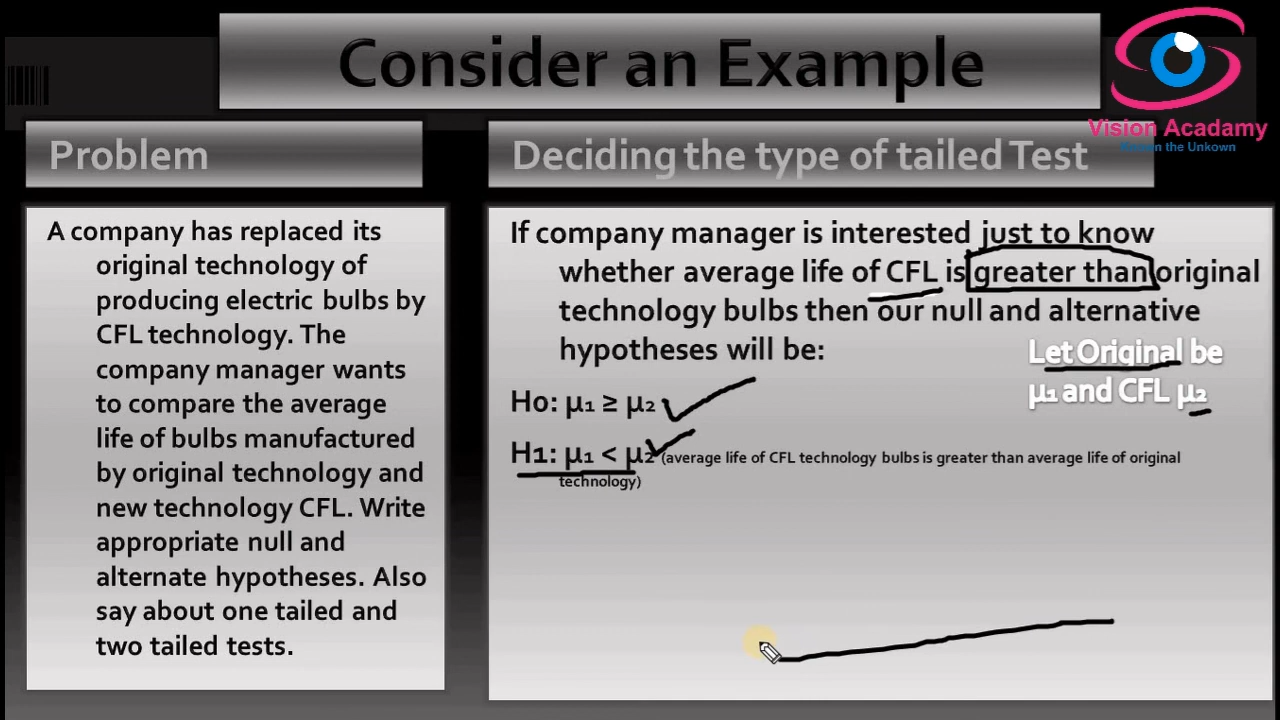 Consider an Example
Vision Acadamy
Known the Unkown
Problem
Deciding the type of tailed Test
A company has replaced its
original technology of
producing electric bulbs by
CFL technology. The
company manager wants
to compare the average
life of bulbs manufactured
by original technology and
new technology CFL. Write
appropriate null and
alternate hypotheses. Also
say about one tailed and
two tailed tests.
If company manager is interested just to know
whether average life of CFL is greater than original
technology bulbs then our null and alternative
hypotheses will be:
Let Original be
µ1 and CFL µ2
H0: µ1 ≥ µ2
H1: µ1 < µ2 (average life of CFL technology bulbs is greater than average life of original
technology)